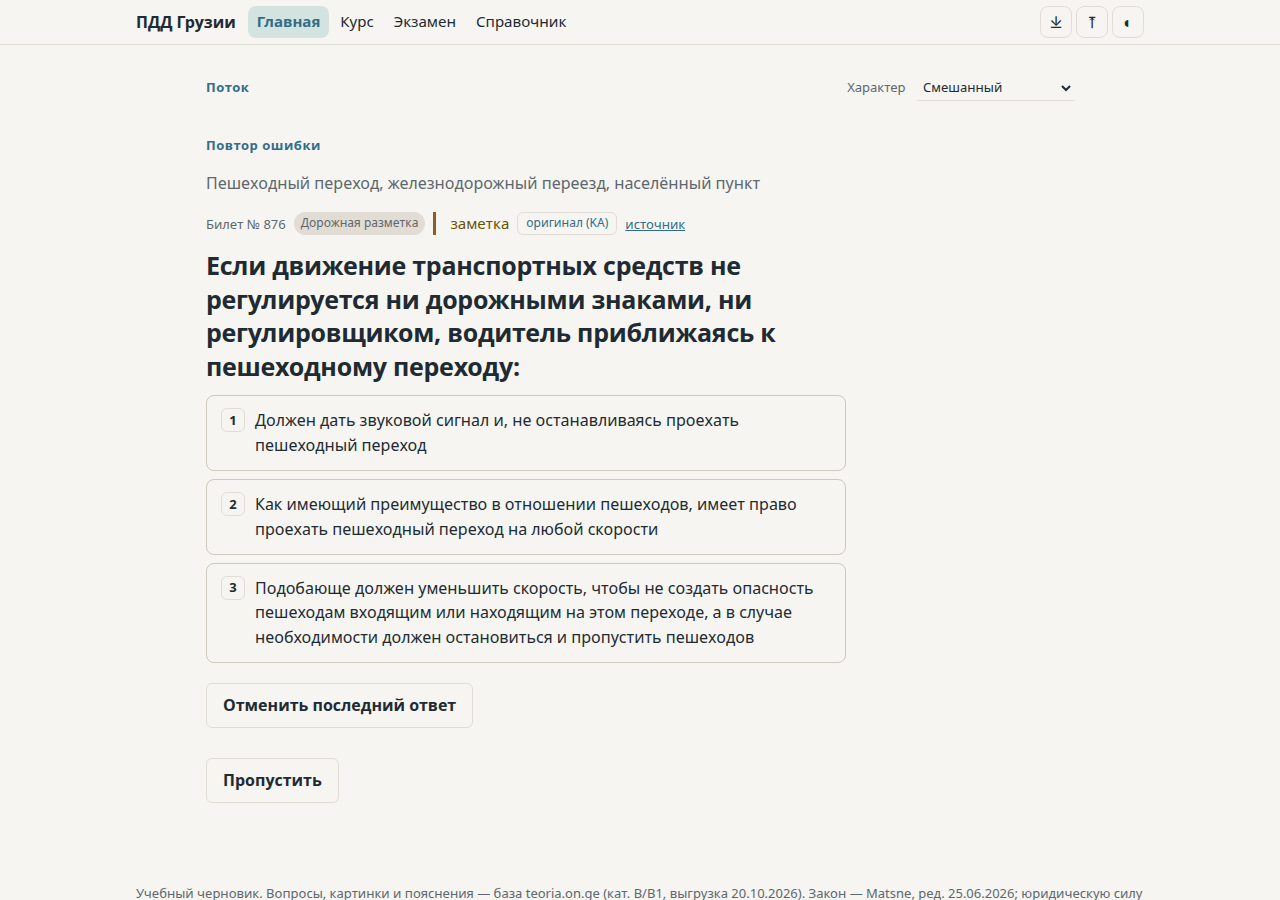 ПДД Грузии Главная Курс Экзамен Справочник
Поток
Характер Смешанный
Повтор ошибки
Пешеходный переход, железнодорожный переезд, населённый пункт
Билет № 876 Дорожная разметка заметка оригинал (KA) источник
Если движение транспортных средств не
регулируется ни дорожными знаками, ни
регулировщиком, водитель приближаясь к
пешеходному переходу:
1 Должен дать звуковой сигнал и, не останавливаясь проехать
пешеходный переход
2 Как имеющий преимущество в отношении пешеходов, имеет право
проехать пешеходный переход на любой скорости
3 Подобающе должен уменьшить скорость, чтобы не создать опасность
пешеходам входящим или находящим на этом переходе, а в случае
необходимости должен остановиться и пропустить пешеходов
Отменить последний ответ
Пропустить
Учебный черновик. Вопросы, картинки и пояснения — база teoria.on.ge (кат. B/B1, выгрузка 20.10.2026). Закон — Matsne, ред. 25.06.2026; юридическую силу